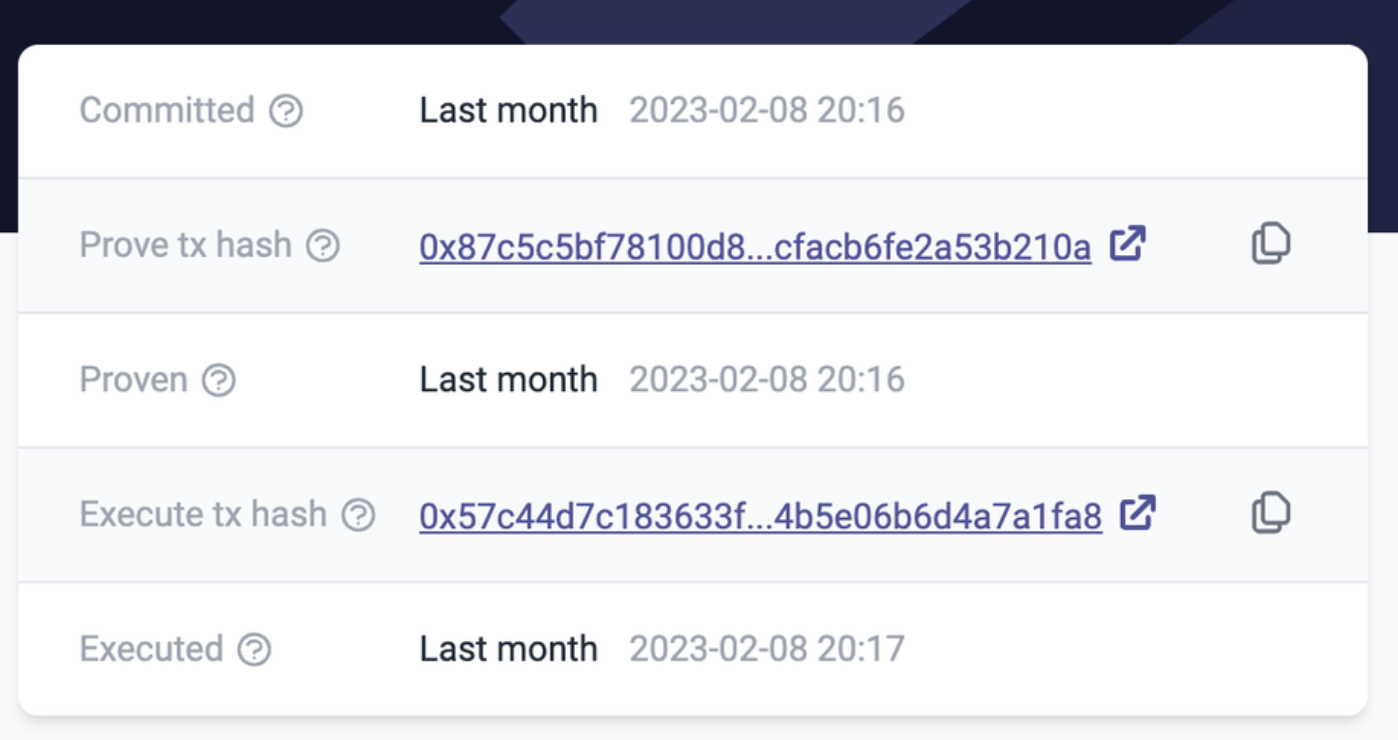 Committed Last month 2023-02-08 20:16
Prove tx hash 0x87c5c5bf78100d8...cfacb6fe2a53b210a
Proven Last month 2023-02-08 20:16
Execute tx hash 0x57c44d7c183633f...4b5e06b6d4a7a1fa8
Executed Last month 2023-02-08 20:17